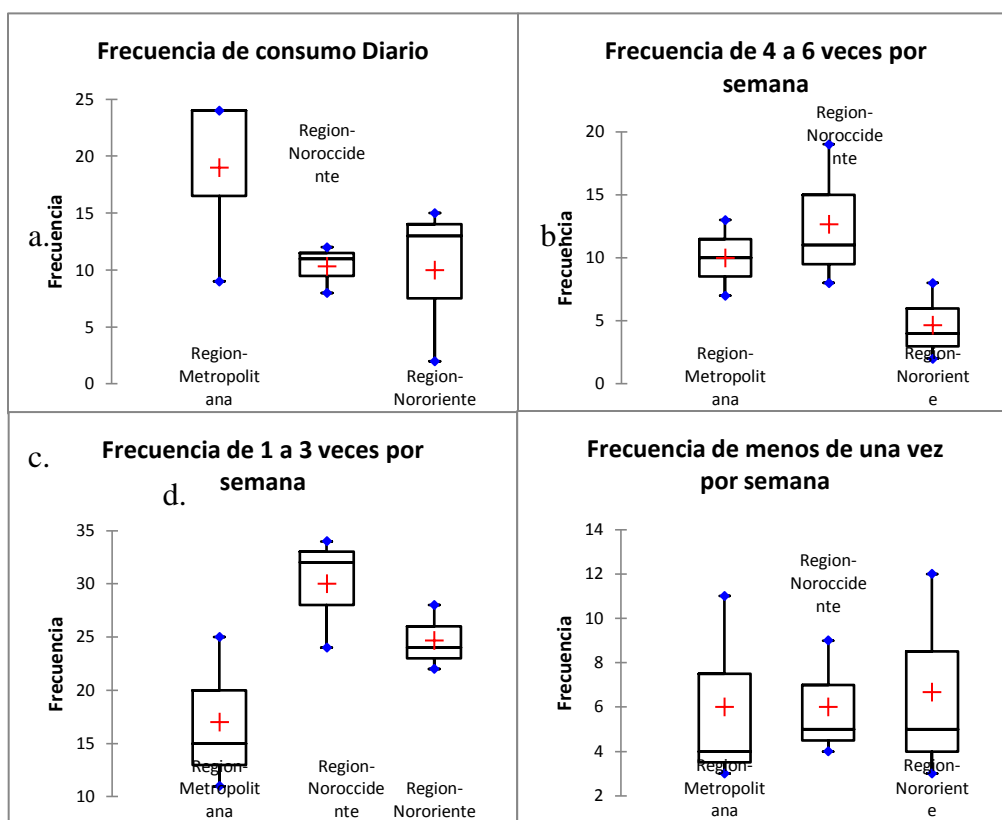 Frecuencia de consumo Diario
25
20
15
10
5
0
Frecuencia
a.
Region-
Metropolit
ana
Region-
Noroccide
nte
Region-
Nororiente
Frecuencia de 4 a 6 veces por
semana
20
15
10
5
0
Frecuencia
b.
Region-
Metropolit
ana
Region-
Noroccide
nte
Region-
Nororient
e
c.
Frecuencia de 1 a 3 veces por
semana
d.
35
30
25
20
15
10
Frecuencia
Region-
Metropolit
ana
Region-
Noroccide
nte
Region-
Nororiente
Frecuencia de menos de una vez
por semana
14
12
10
8
6
4
2
Frecuencia
Region-
Metropolit
ana
Region-
Noroccide
nte
Region-
Nororient
e